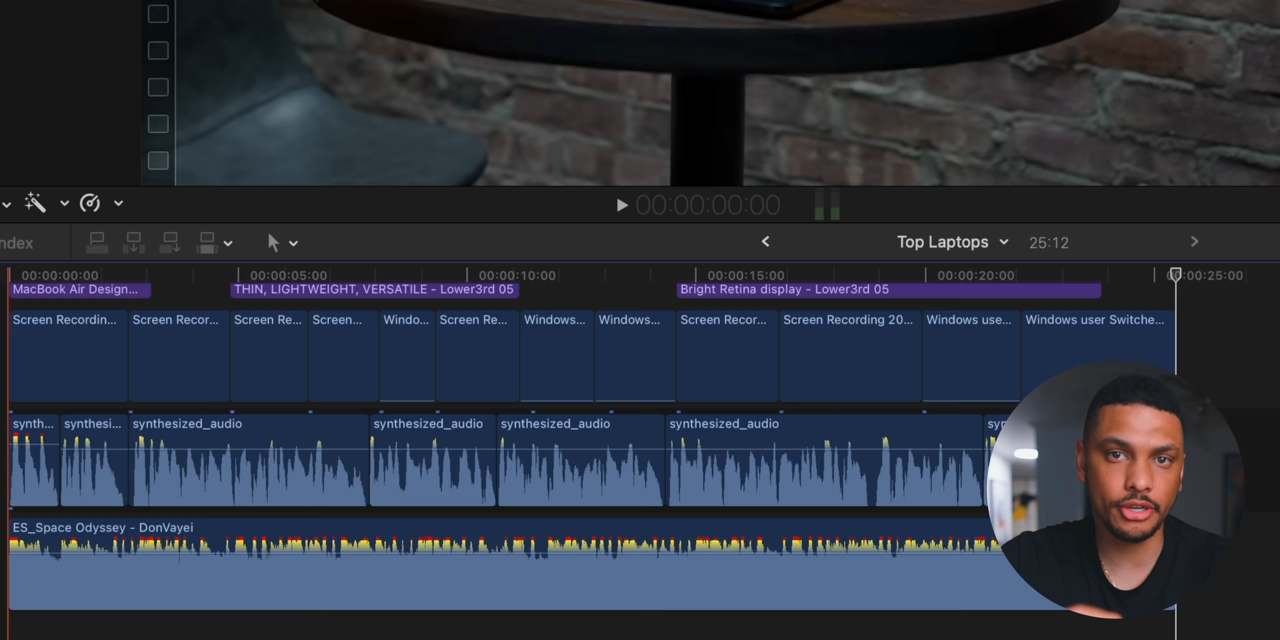 00:00:00:00
ndex
Top Laptops
25:12
00:00:00:00
00:00:05:00
00:00:10:00
00:00:15:00
00:00:20:00
00:00:25:00
MacBook Air Design...
THIN, LIGHTWEIGHT, VERSATILE - Lower3rd 05
Bright Retina display - Lower3rd 05
Screen Recordin...
Screen Recor...
Screen Re...
Screen...
Windo...
Screen Re...
Windows...
Windows...
Screen Recor...
Screen Recording 20...
Windows use...
Windows user Switche...
synth...
synthesi...
synthesized_audio
synthesized_audio
synthesized_audio
synthesized_audio
syn
ES_Space Odyssey - DonVayei